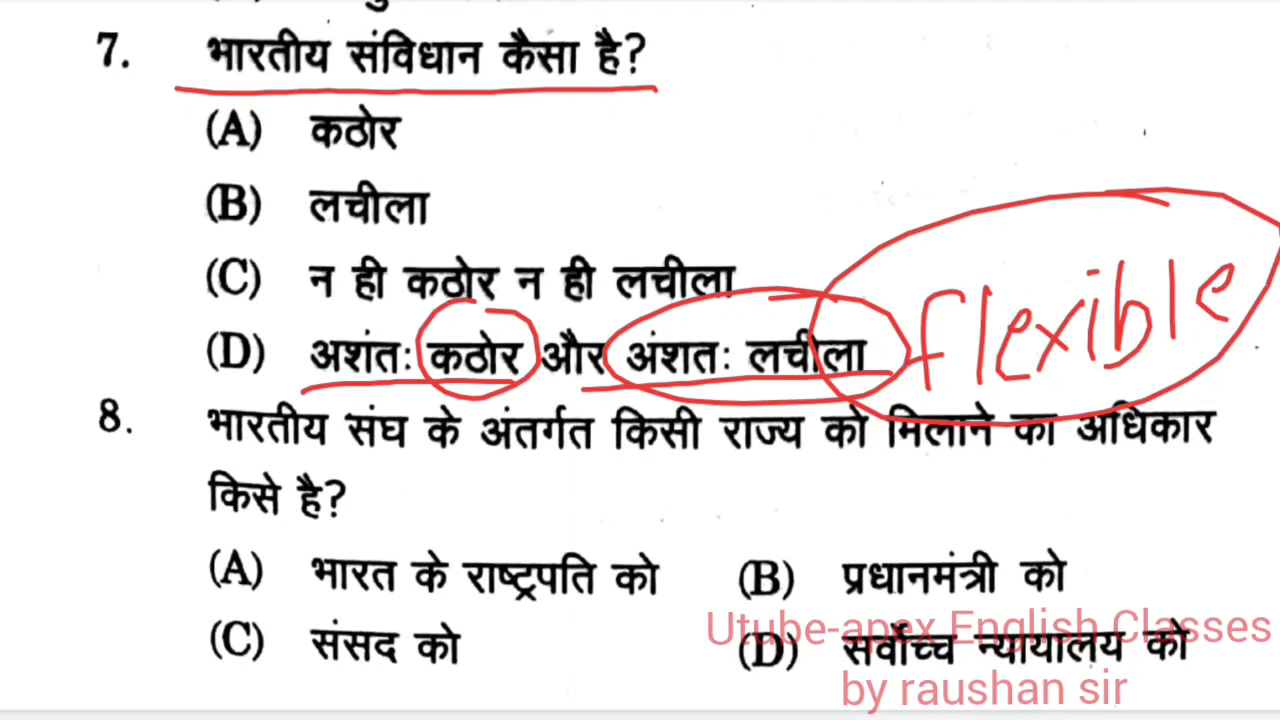 7. भारतीय संविधान कैसा है?
(A) कठोर
(B) लचीला
(C) न ही कठोर न ही लचीला
(D) अशंतः कठोर और अंशतः लचीला
flexible
8. भारतीय संघ के अंतर्गत किसी राज्य को मिलाने का अधिकार
किसे है?
(A) भारत के राष्ट्रपति को (B) प्रधानमंत्री को
(C) संसद को (D) सर्वोच्च न्यायालय को
Utube-apex English Classes
by raushan sir